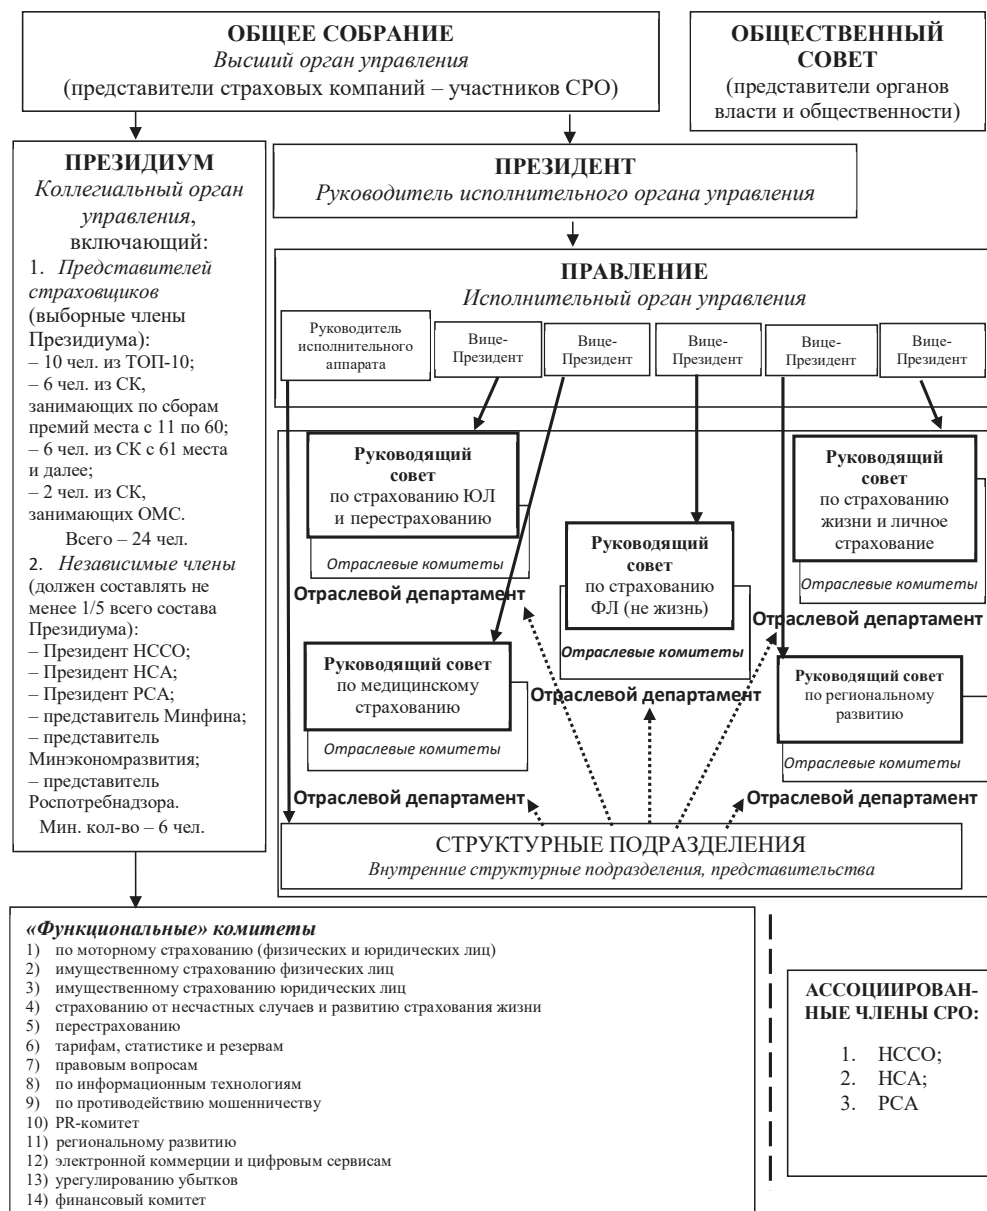 ОБЩЕЕ СОБРАНИЕ
Высший орган управления
(представители страховых компаний – участников СРО)
ОБЩЕСТВЕННЫЙ
СОВЕТ
(представители органов
власти и общественности)
ПРЕЗИДИУМ
Коллегиальный орган
управления,
включающий:
1. Представителей
страховщиков
(выборные члены
Президиума):
– 10 чел. из ТОП-10;
– 6 чел. из СК,
занимающих по сборам
премий места с 11 по 60;
– 6 чел. из СК с 61 места
и далее;
– 2 чел. из СК,
занимающих ОМС.
Всего – 24 чел.
2. Независимые члены
(должен составлять не
менее 1/5 всего состава
Президиума):
– Президент НССО;
– Президент НСА;
– Президент РСА;
– представитель Минфина;
– представитель
Минэкономразвития;
– представитель
Роспотребнадзора.
Мин. кол-во – 6 чел.
ПРЕЗИДЕНТ
Руководитель исполнительного органа управления
ПРАВЛЕНИЕ
Исполнительный орган управления
Руководитель
исполнительного
аппарата
Вице-
Президент
Вице-
Президент
Вице-
Президент
Вице-
Президент
Вице-
Президент
Руководящий
совет
по страхованию ЮЛ
и перестрахованию
Отраслевые комитеты
Отраслевой департамент
Руководящий
совет
по страхованию
ФЛ (не жизнь)
Отраслевые комитеты
Отраслевой департамент
Руководящий
совет
по страхованию
жизни и личное
страхование
Отраслевые комитеты
Отраслевой департамент
Руководящий совет
по медицинскому
страхованию
Отраслевые комитеты
Отраслевой департамент
Руководящий совет
по региональному
развитию
Отраслевые комитеты
Отраслевой департамент
СТРУКТУРНЫЕ ПОДРАЗДЕЛЕНИЯ
Внутренние структурные подразделения, представительства
«Функциональные» комитеты
1) по моторному страхованию (физических и юридических лиц)
2) имущественному страхованию физических лиц
3) имущественному страхованию юридических лиц
4) страхованию от несчастных случаев и развитию страхования жизни
5) перестрахованию
6) тарифам, статистике и резервам
7) правовым вопросам
8) по информационным технологиям
9) по противодействию мошенничеству
10) PR-комитет
11) региональному развитию
12) электронной коммерции и цифровым сервисам
13) урегулированию убытков
14) финансовый комитет
АССОЦИИРОВАН-
НЫЕ ЧЛЕНЫ СРО:
1. НССО;
2. НСА;
3. РСА